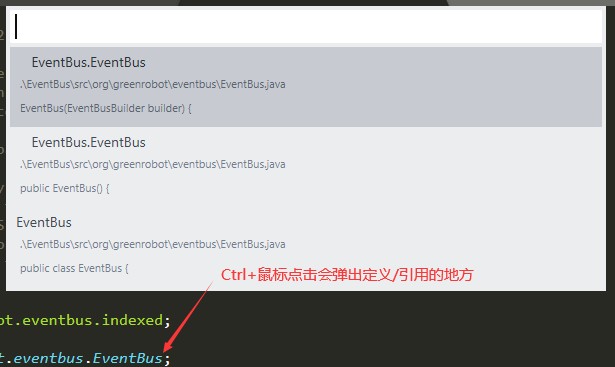 EventBus.EventBus
.\EventBus\src\org\greenrobot\eventbus\EventBus.java
EventBus(EventBusBuilder builder) {
EventBus.EventBus
.\EventBus\src\org\greenrobot\eventbus\EventBus.java
public EventBus() {
EventBus
.\EventBus\src\org\greenrobot\eventbus\EventBus.java
public class EventBus {
Ctrl+鼠标点击会弹出定义/引用的地方
ot.eventbus.indexed;
t.eventbus.EventBus;